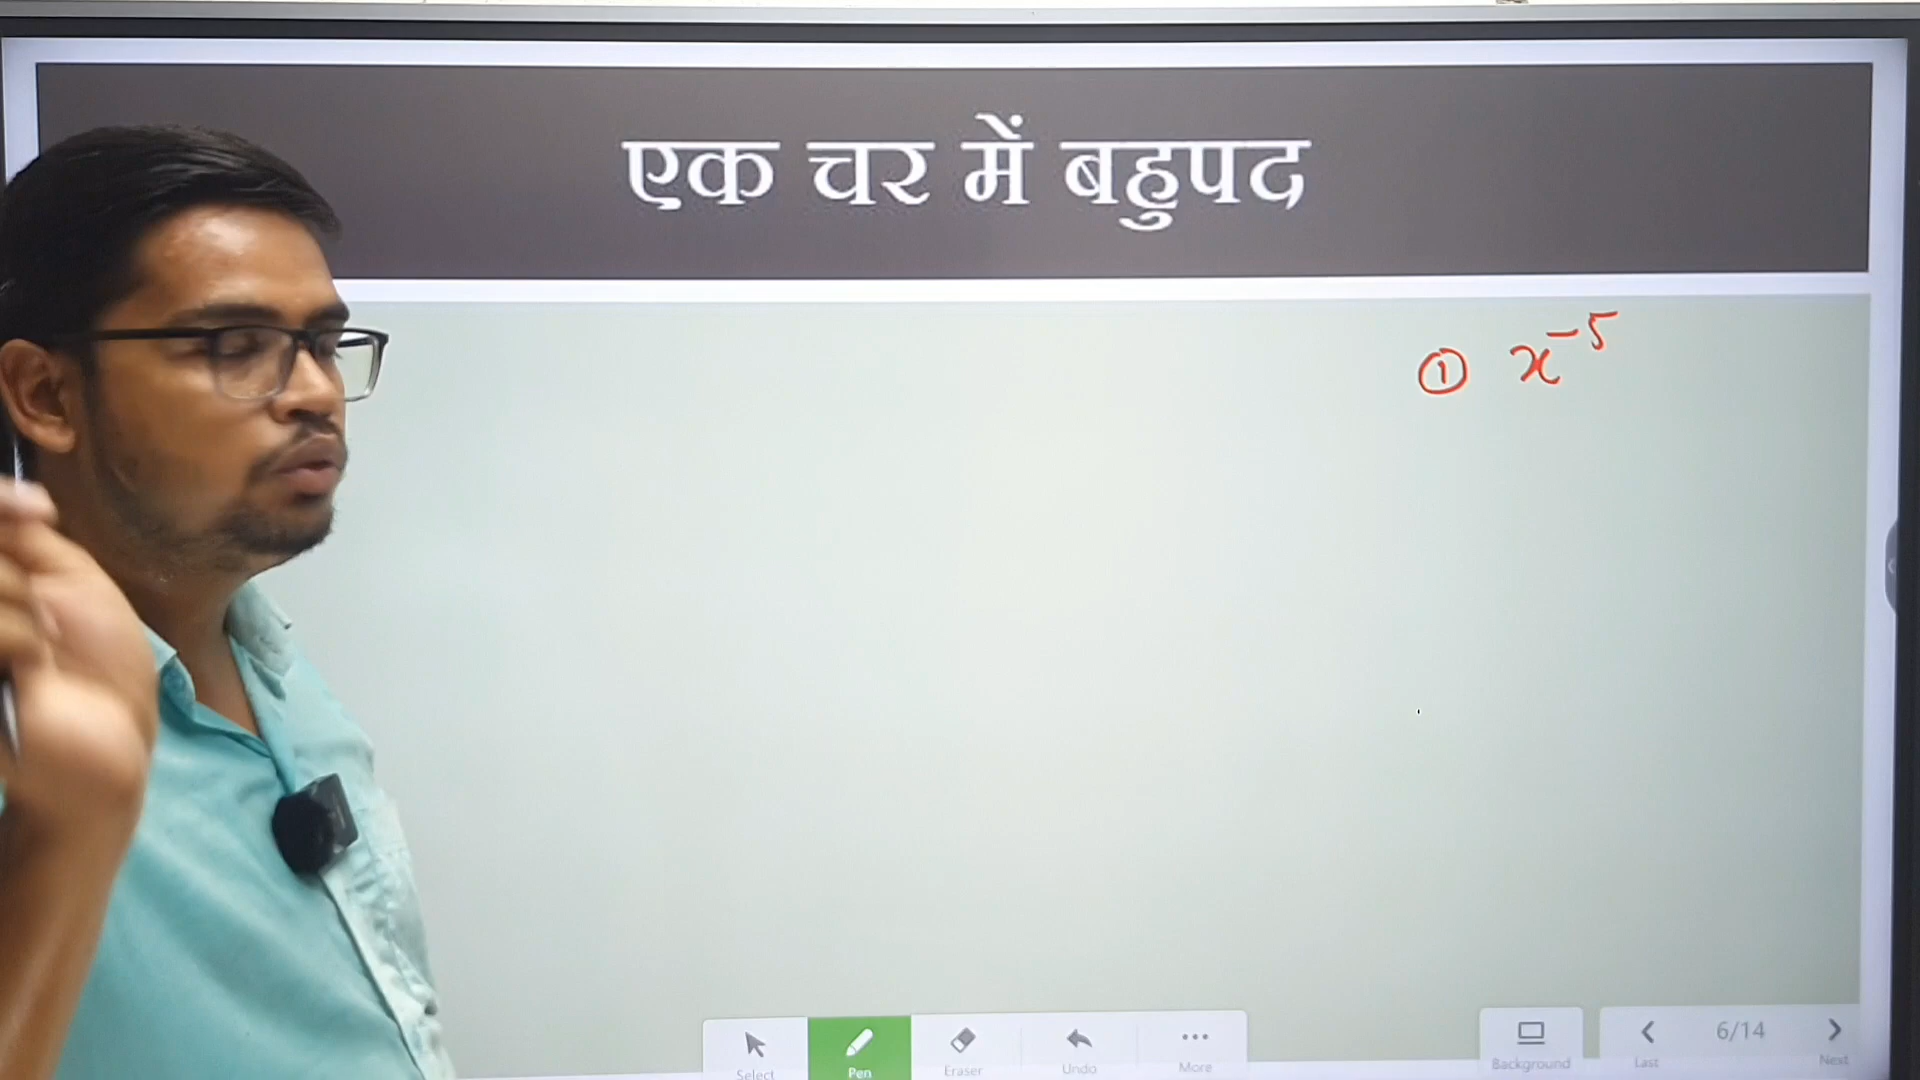 एक चर में बहुपद
① x⁻⁵
Select Pen Eraser Undo More Background Last 6/14 Next